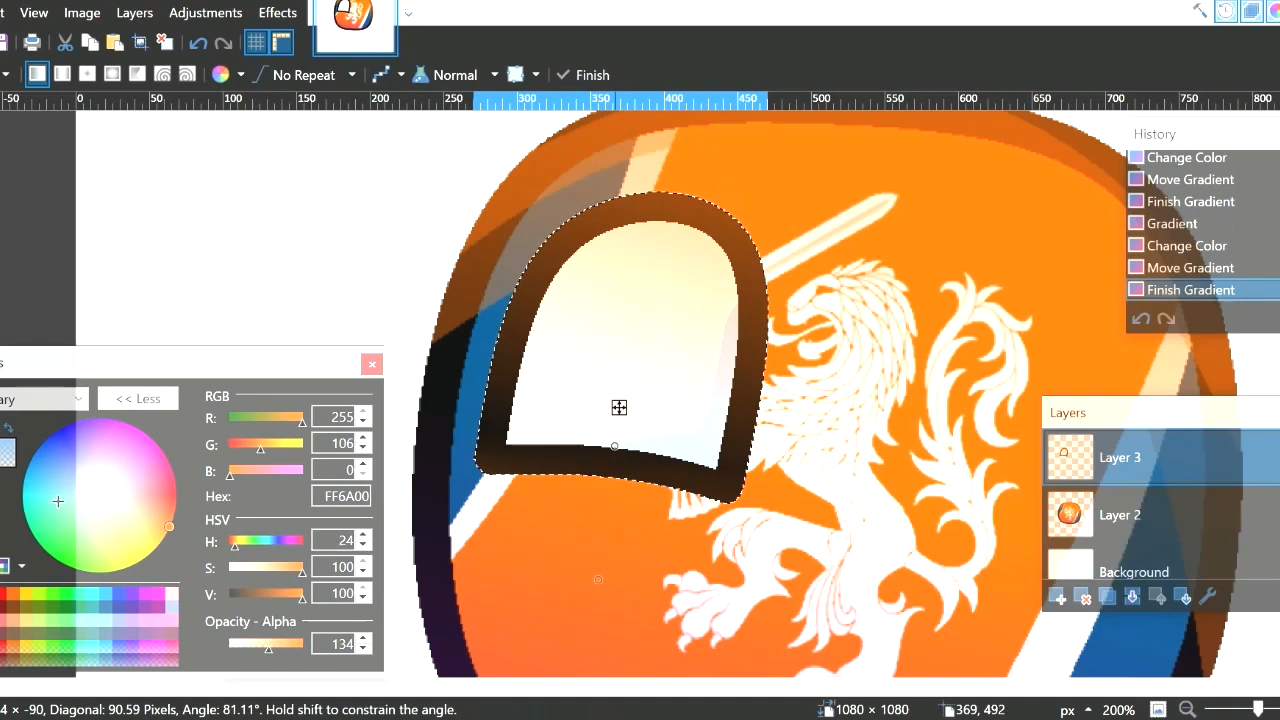 t View Image Layers Adjustments Effects
No Repeat Normal Finish
-50 0 50 100 150 200 250 300 350 400 450 500 550 600 650 700 750 800
History
Change Color
Move Gradient
Finish Gradient
Gradient
Change Color
Move Gradient
Finish Gradient
s
ary << Less
RGB
R: 255
G: 106
B: 0
Hex: FF6A00
HSV
H: 24
S: 100
V: 100
Opacity - Alpha
134
Layers
Layer 3
Layer 2
Background
4 × -90, Diagonal: 90.59 Pixels, Angle: 81.11°. Hold shift to constrain the angle. 1080 × 1080 369, 492 px 200%